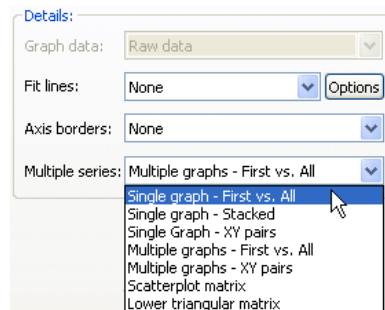 Details:
Graph data: Raw data
Fit lines: None Options
Axis borders: None
Multiple series: Multiple graphs - First vs. All
Single graph - First vs. All
Single graph - Stacked
Single Graph - XY pairs
Multiple graphs - First vs. All
Multiple graphs - XY pairs
Scatterplot matrix
Lower triangular matrix